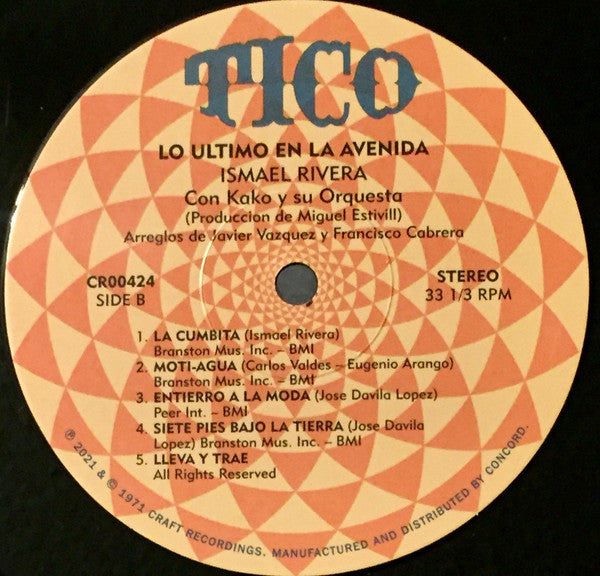 TICO
LO ULTIMO EN LA AVENIDA
ISMAEL RIVERA
Con Kako y su Orquesta
(Produccion de Miguel Estivill)
Arreglos de Javier Vazquez y Francisco Cabrera
CR00424
SIDE B
STEREO
33 1/3 RPM
1. LA CUMBITA (Ismael Rivera)
Branston Mus. Inc. – BMI
2. MOTI-AGUA (Carlos Valdes – Eugenio Arango)
Branston Mus. Inc. – BMI
3. ENTIERRO A LA MODA (Jose Davila Lopez)
Peer Int. – BMI
4. SIETE PIES BAJO LA TIERRA (Jose Davila
Lopez) Branston Mus. Inc. – BMI
5. LLEVA Y TRAE
All Rights Reserved
℗ 2021 & © 1971 CRAFT RECORDINGS. MANUFACTURED AND DISTRIBUTED BY CONCORD.